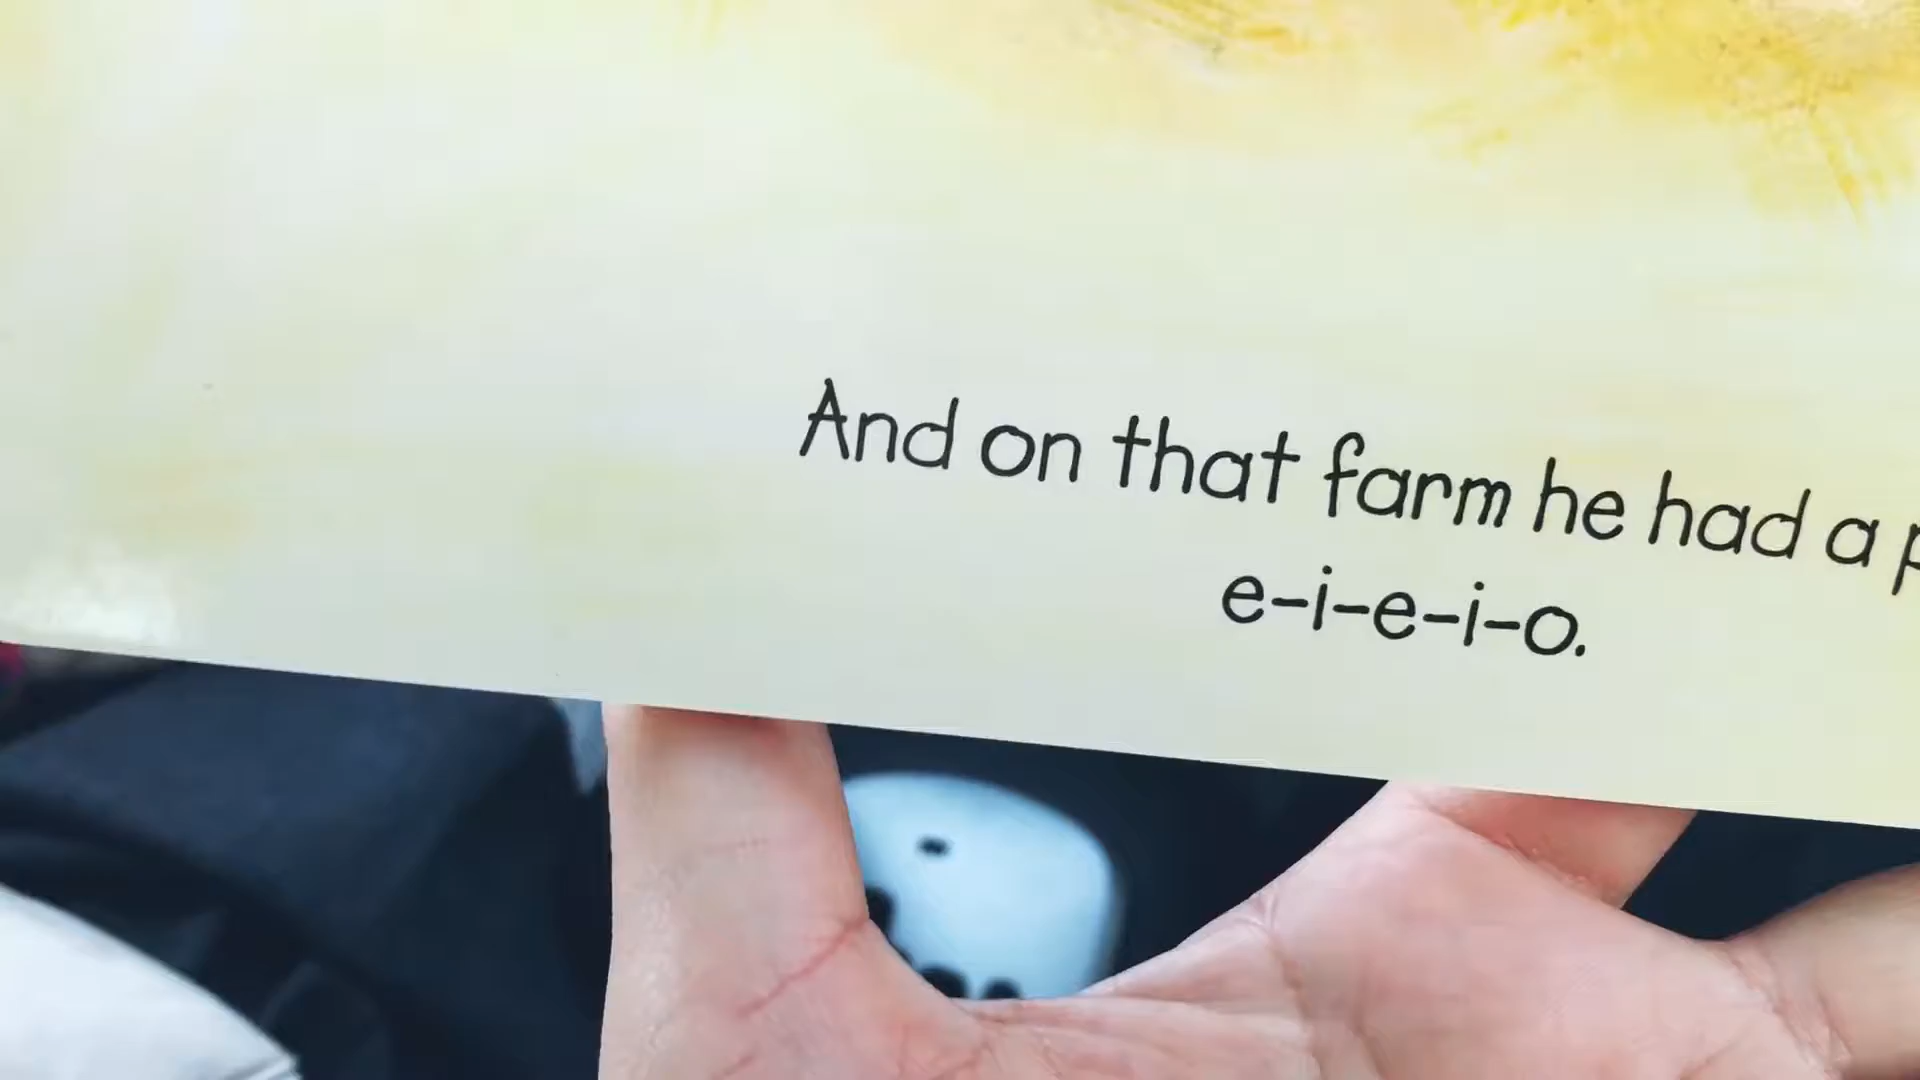 And on that farm he had a
e-i-e-i-o.